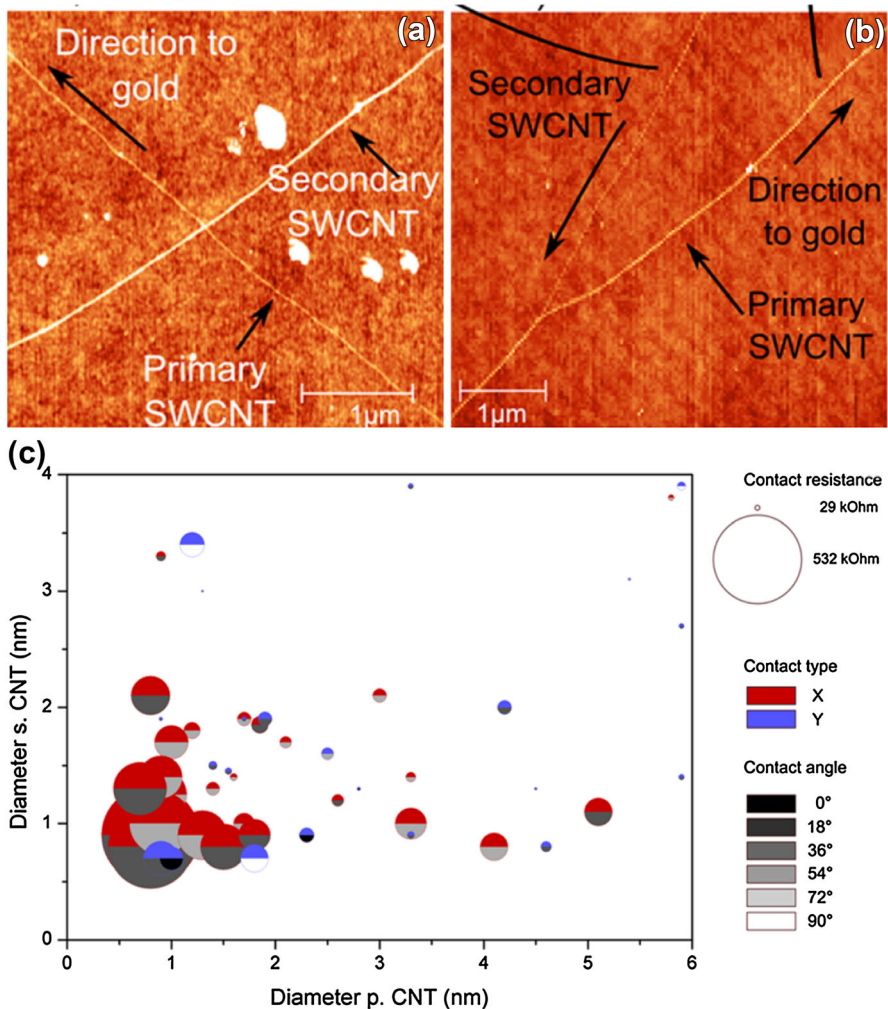 (a)
Direction to
gold
Secondary
SWCNT
Primary
SWCNT
1μm
(b)
Secondary
SWCNT
Direction
to gold
Primary
SWCNT
1μm
(c)
Diameter s. CNT (nm)
4
3
2
1
0
0 1 2 3 4 5 6
Diameter p. CNT (nm)
Contact resistance
29 kOhm
532 kOhm
Contact type
X
Y
Contact angle
0°
18°
36°
54°
72°
90°